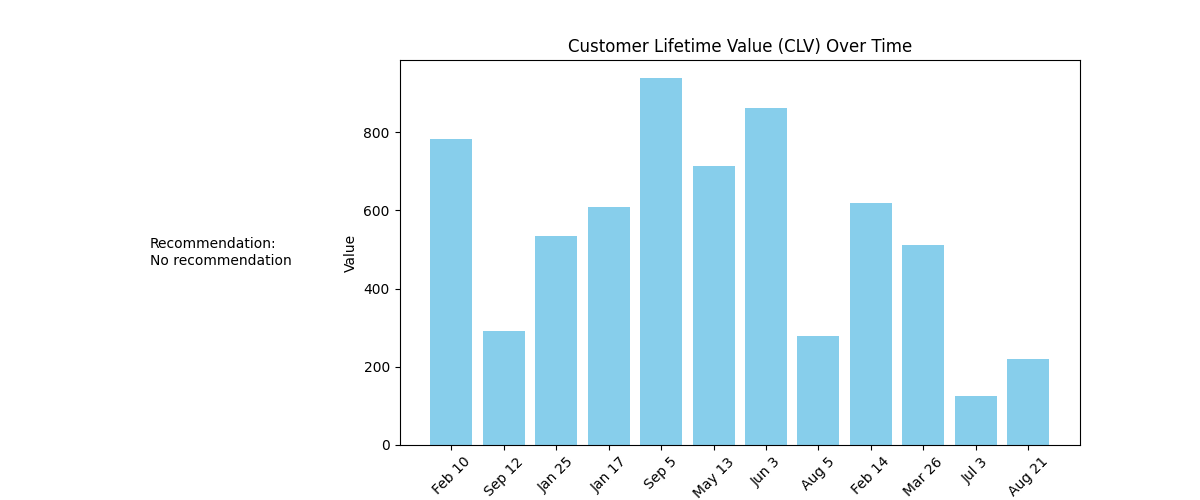 Customer Lifetime Value (CLV) Over Time
Recommendation:
No recommendation
Value
800
600
400
200
0
Feb 10
Sep 12
Jan 25
Jan 17
Sep 5
May 13
Jun 3
Aug 5
Feb 14
Mar 26
Jul 3
Aug 21